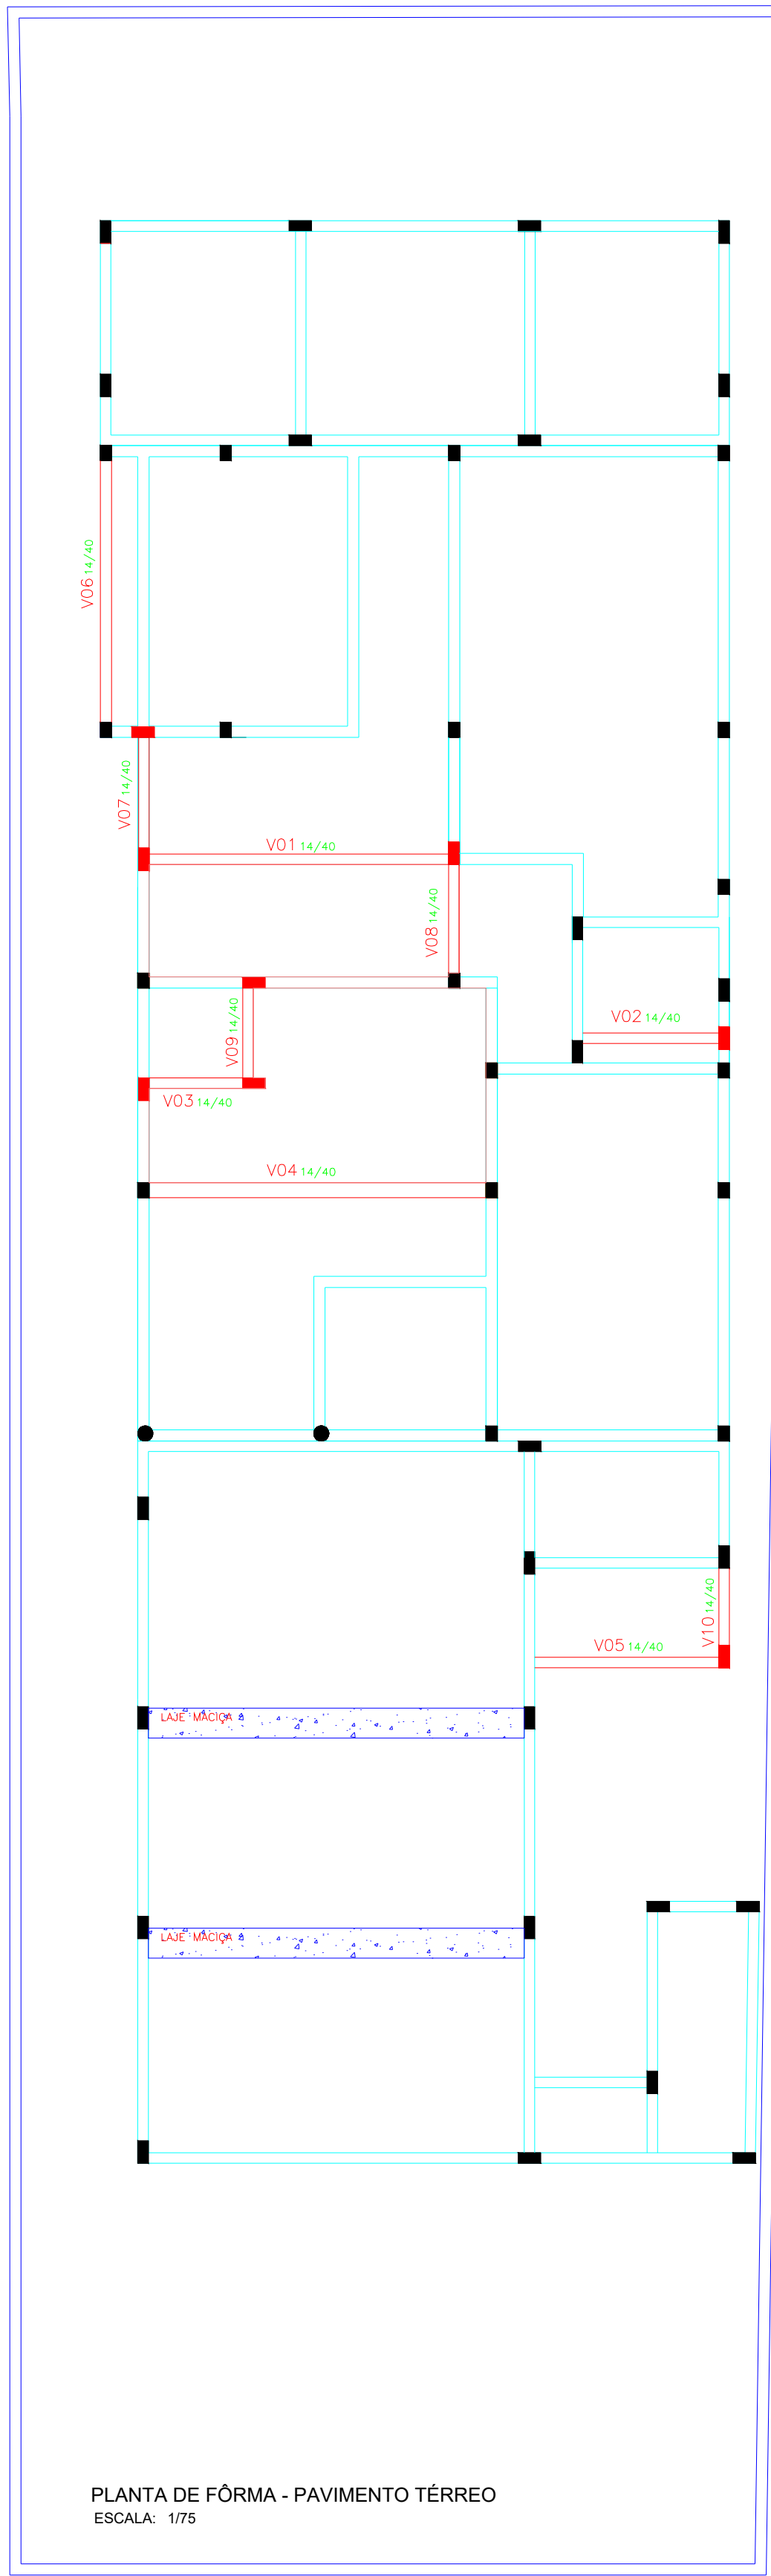 V06 14/40
V07 14/40
V01 14/40
V08 14/40
V02 14/40
V09 14/40
V03 14/40
V04 14/40
V10 14/40
V05 14/40
LAJE MACIÇA
LAJE MACIÇA
PLANTA DE FÔRMA - PAVIMENTO TÉRREO
ESCALA: 1/75